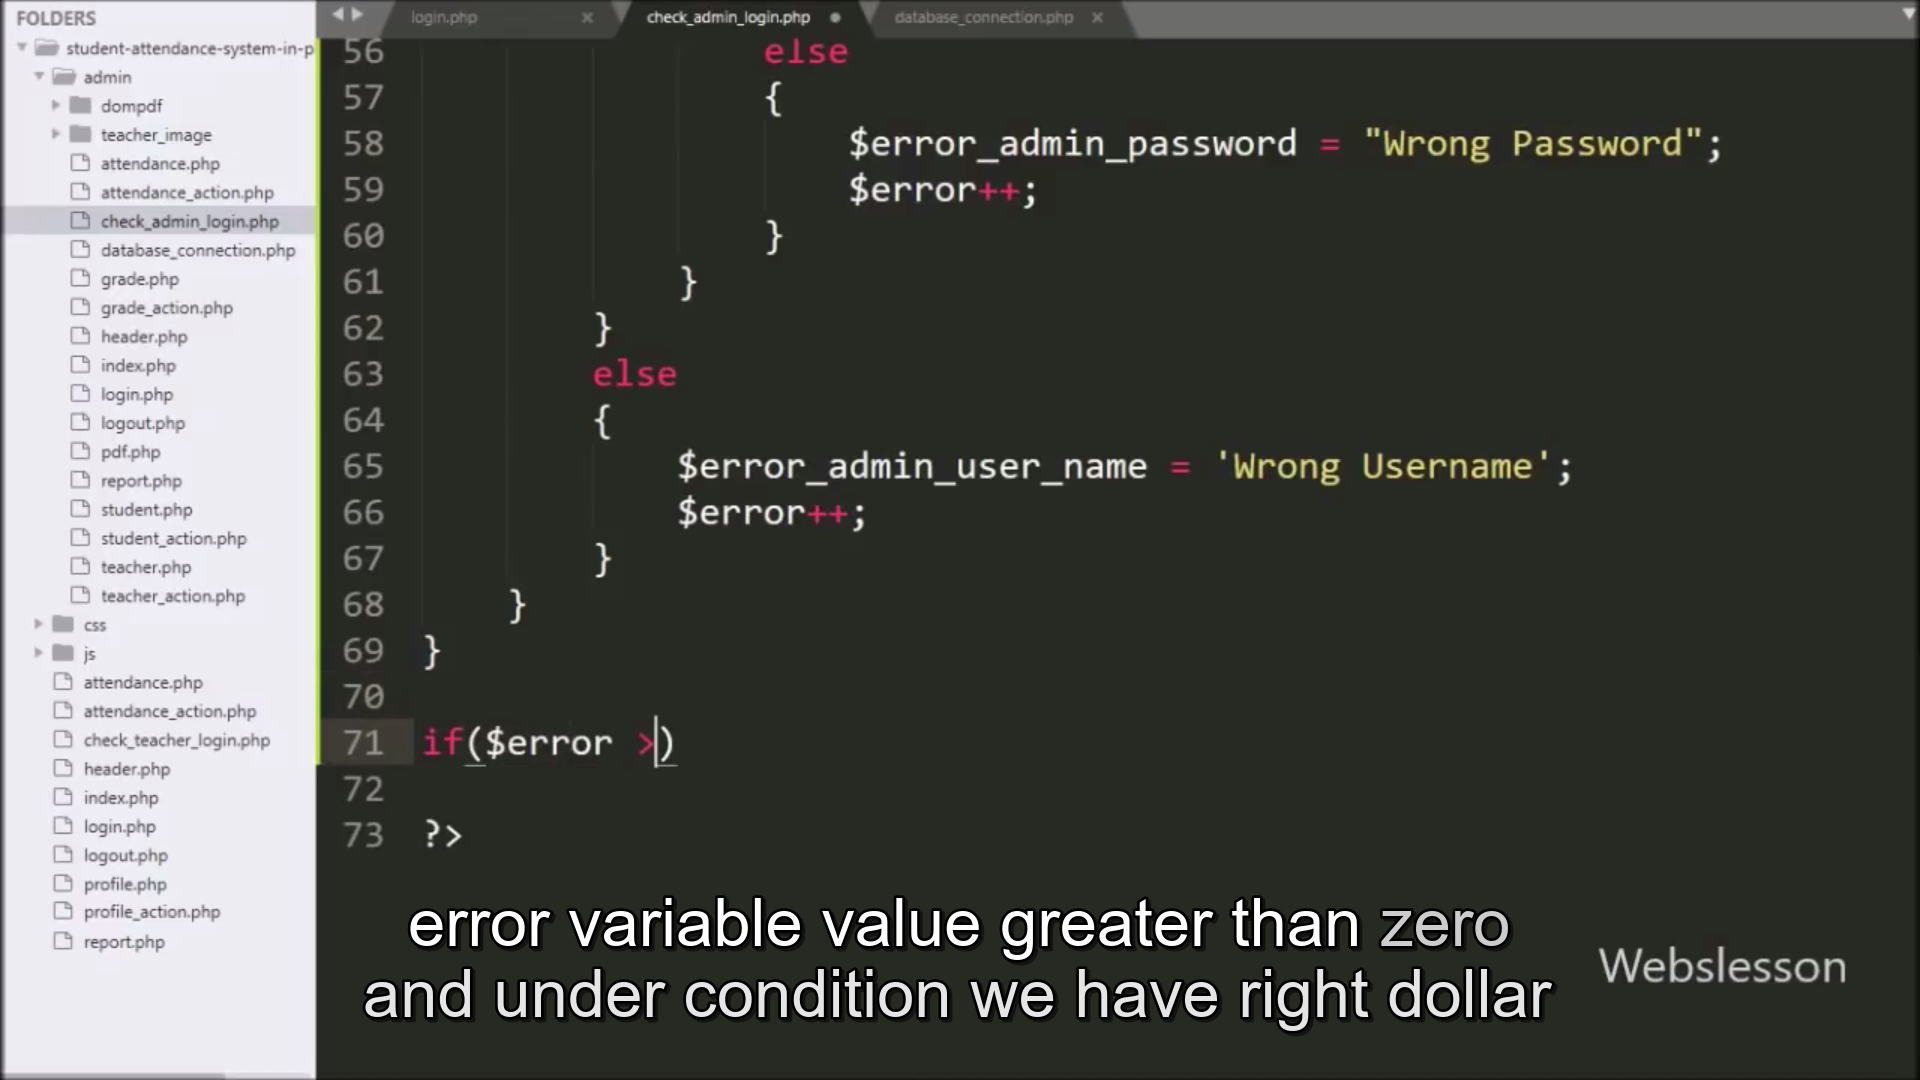 FOLDERS
student-attendance-system-in-p
admin
dompdf
teacher_image
attendance.php
attendance_action.php
check_admin_login.php
database_connection.php
grade.php
grade_action.php
header.php
index.php
login.php
logout.php
pdf.php
report.php
student.php
student_action.php
teacher.php
teacher_action.php
css
js
attendance.php
attendance_action.php
check_teacher_login.php
header.php
index.php
login.php
logout.php
profile.php
profile_action.php
report.php
login.php × check_admin_login.php database_connection.php ×
56 else
57 {
58 $error_admin_password = "Wrong Password";
59 $error++;
60 }
61 }
62 }
63 else
64 {
65 $error_admin_user_name = 'Wrong Username';
66 $error++;
67 }
68 }
69 }
70
71 if($error >)
72
73 ?>
error variable value greater than zero
and under condition we have right dollar
Webslesson